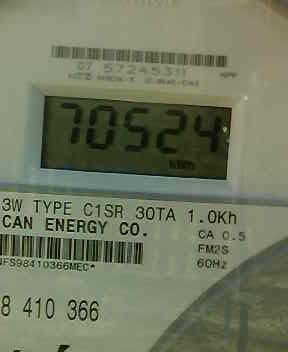 07 57245311
70524
KWH
3W TYPE C1SR 30TA 1.0Kh
CAN ENERGY CO.
CA 0.5
FM2S
60Hz
NFS98410366MEC*
8 410 366